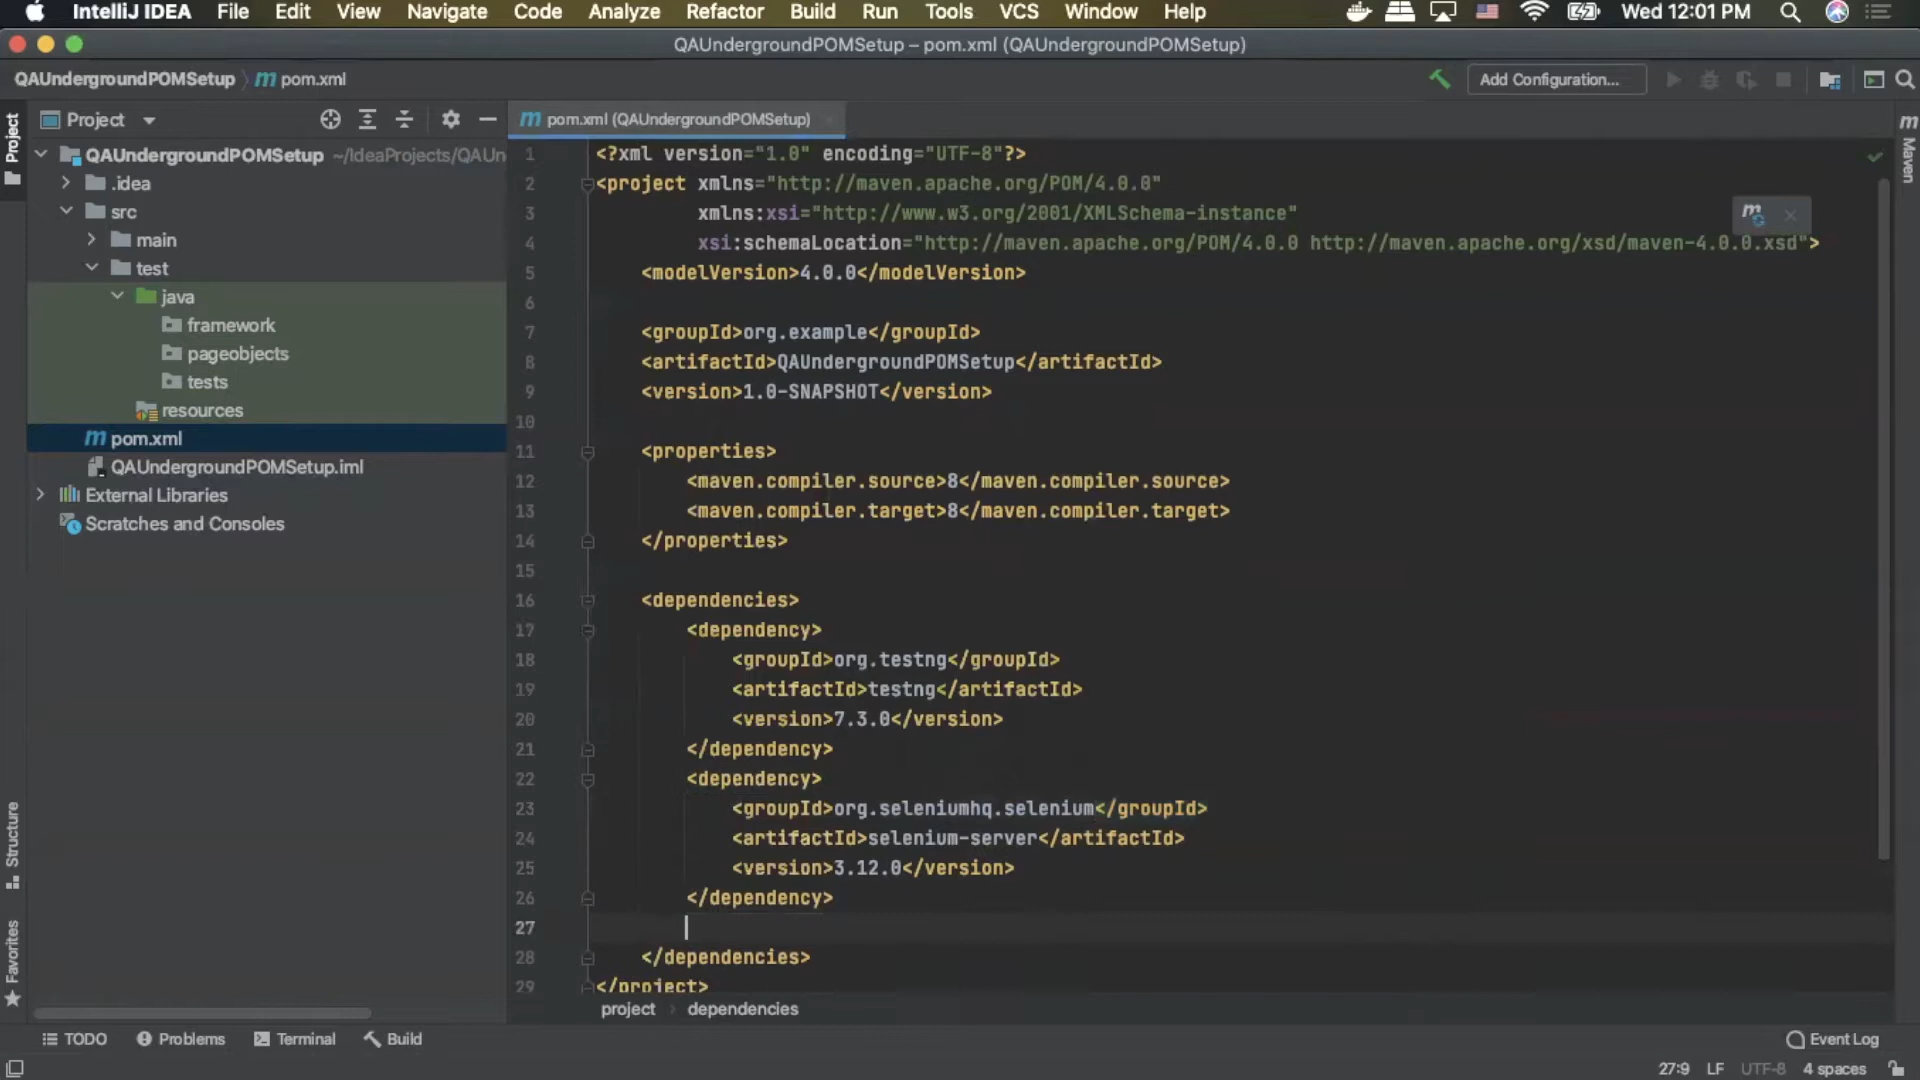 IntelliJ IDEA File Edit View Navigate Code Analyze Refactor Build Run Tools VCS Window Help Wed 12:01 PM
QAUndergroundPOMSetup – pom.xml (QAUndergroundPOMSetup)
QAUndergroundPOMSetup m pom.xml Add Configuration...
Project
Project
m pom.xml (QAUndergroundPOMSetup)
QAUndergroundPOMSetup ~/IdeaProjects/QAUn
.idea
src
main
test
java
framework
pageobjects
tests
resources
m pom.xml
QAUndergroundPOMSetup.iml
External Libraries
Scratches and Consoles
1 <?xml version="1.0" encoding="UTF-8"?>
2 <project xmlns="http://maven.apache.org/POM/4.0.0"
3 xmlns:xsi="http://www.w3.org/2001/XMLSchema-instance"
4 xsi:schemaLocation="http://maven.apache.org/POM/4.0.0 http://maven.apache.org/xsd/maven-4.0.0.xsd">
5 <modelVersion>4.0.0</modelVersion>
6
7 <groupId>org.example</groupId>
8 <artifactId>QAUndergroundPOMSetup</artifactId>
9 <version>1.0-SNAPSHOT</version>
10
11 <properties>
12 <maven.compiler.source>8</maven.compiler.source>
13 <maven.compiler.target>8</maven.compiler.target>
14 </properties>
15
16 <dependencies>
17 <dependency>
18 <groupId>org.testng</groupId>
19 <artifactId>testng</artifactId>
20 <version>7.3.0</version>
21 </dependency>
22 <dependency>
23 <groupId>org.seleniumhq.selenium</groupId>
24 <artifactId>selenium-server</artifactId>
25 <version>3.12.0</version>
26 </dependency>
27
28 </dependencies>
29 </project>
m
m
Maven
Structure
Favorites
project dependencies
TODO Problems Terminal Build Event Log
27:9 LF UTF-8 4 spaces